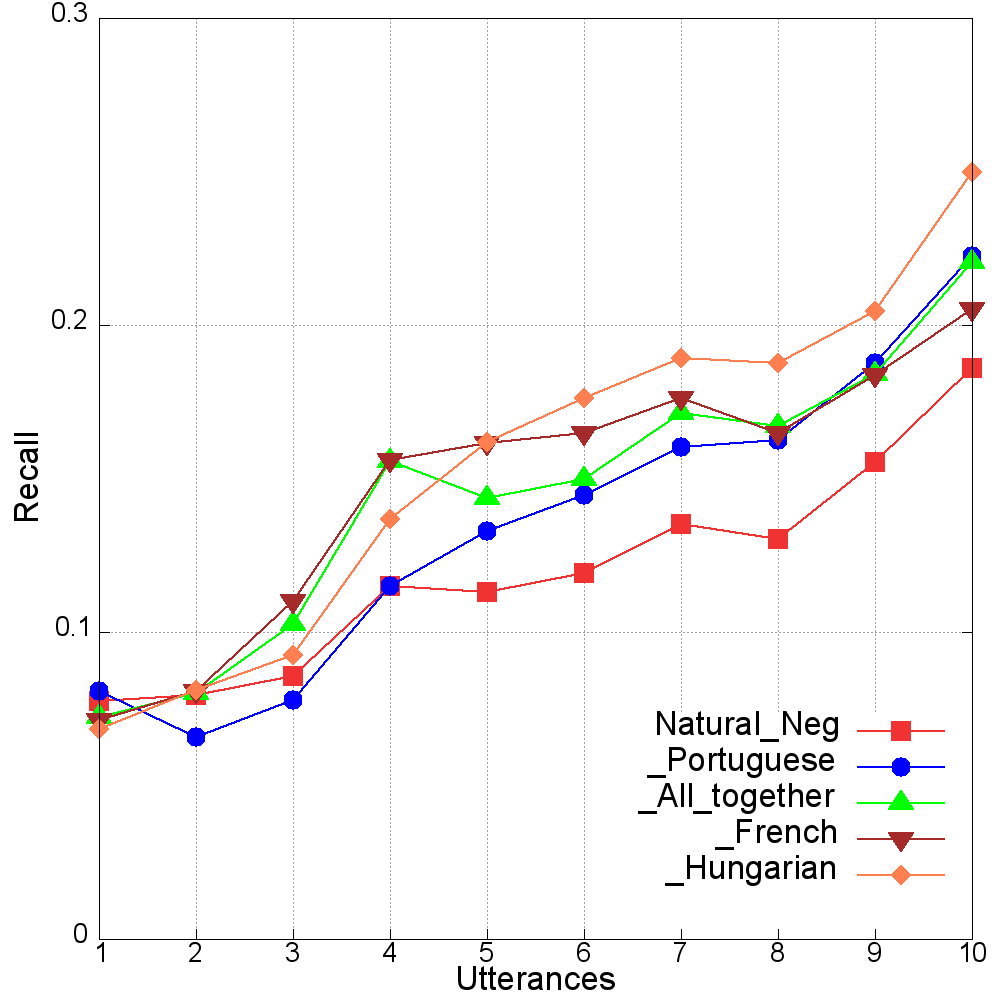 0.3
0.2
0.1
0
Recall
Natural_Neg
_Portuguese
_All_together
_French
_Hungarian
1 2 3 4 5 6 7 8 9 10
Utterances